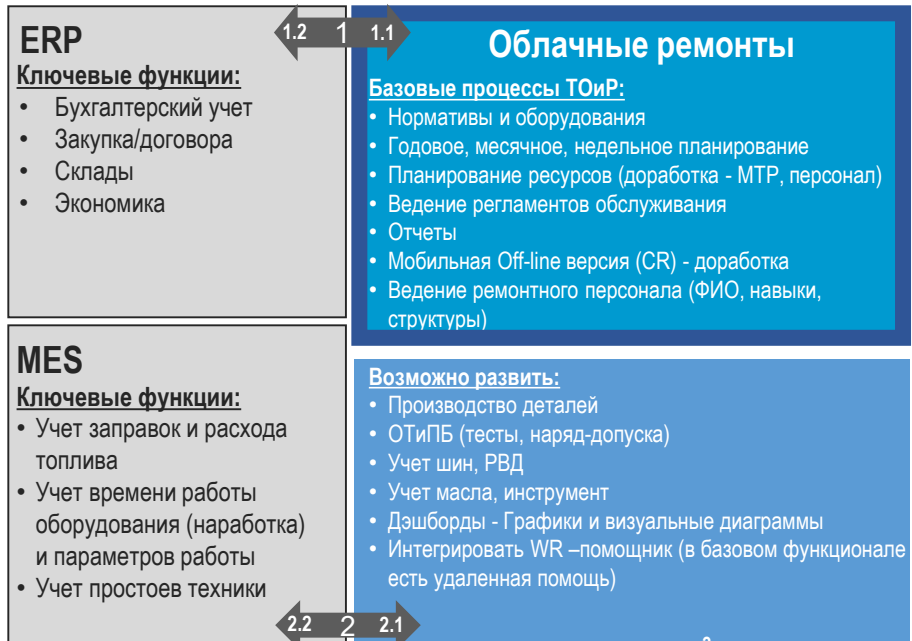 ERP
Ключевые функции:
• Бухгалтерский учет
• Закупка/договора
• Склады
• Экономика
1.2 1 1.1
Облачные ремонты
Базовые процессы ТОиР:
• Нормативы и оборудования
• Годовое, месячное, недельное планирование
• Планирование ресурсов (доработка - МТР, персонал)
• Ведение регламентов обслуживания
• Отчеты
• Мобильная Off-line версия (CR) - доработка
• Ведение ремонтного персонала (ФИО, навыки,
структуры)
MES
Ключевые функции:
• Учет заправок и расхода
топлива
• Учет времени работы
оборудования (наработка)
и параметров работы
• Учет простоев техники
Возможно развить:
• Производство деталей
• ОТиПБ (тесты, наряд-допуска)
• Учет шин, РВД
• Учет масла, инструмент
• Дэшборды - Графики и визуальные диаграммы
• Интегрировать WR –помощник (в базовом функционале
есть удаленная помощь)
2.2 2 2.1